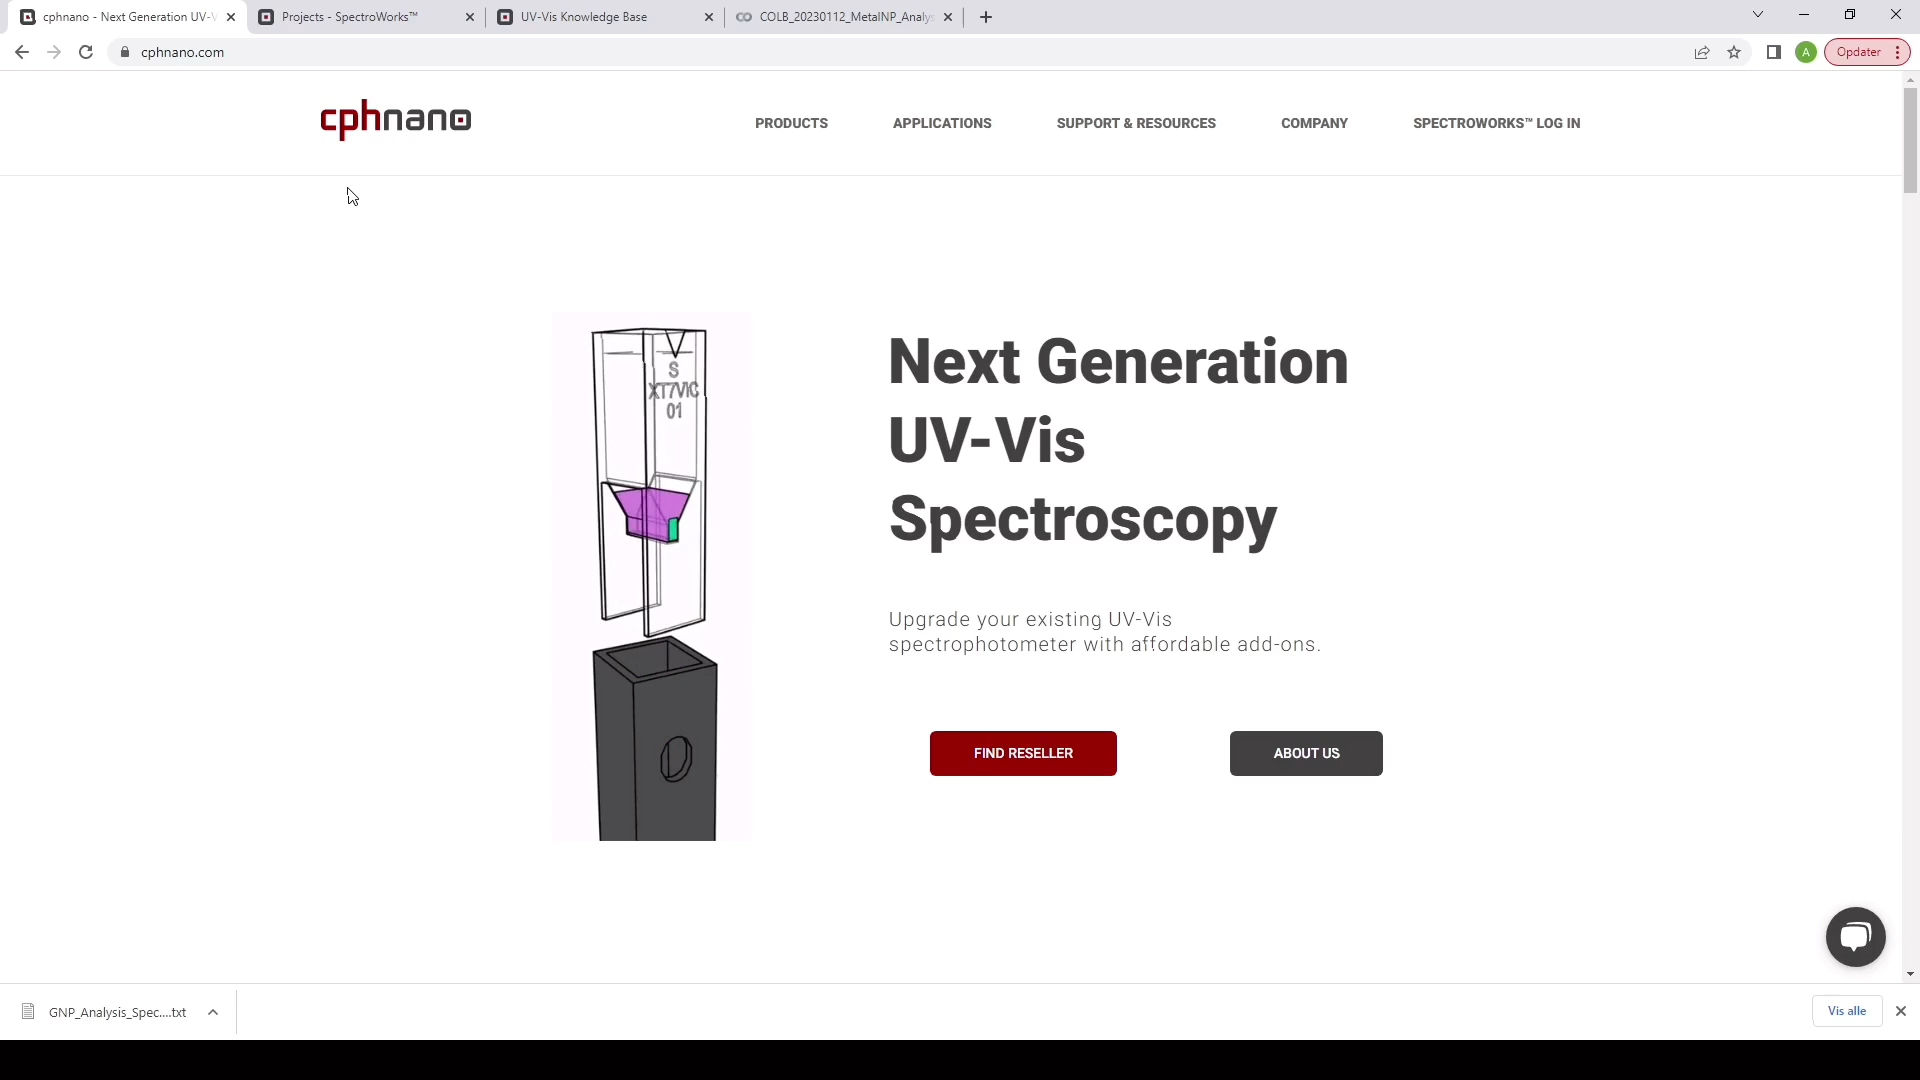 cphnano - Next Generation UV-V
Projects - SpectroWorks™
UV-Vis Knowledge Base
COLB_20230112_MetalNP_Analys
cphnano.com
A
Opdater
cphnano
PRODUCTS
APPLICATIONS
SUPPORT & RESOURCES
COMPANY
SPECTROWORKS™ LOG IN
S
XT7VIC
01
Next Generation
UV-Vis
Spectroscopy
Upgrade your existing UV-Vis
spectrophotometer with affordable add-ons.
FIND RESELLER
ABOUT US
GNP_Analysis_Spec....txt
Vis alle